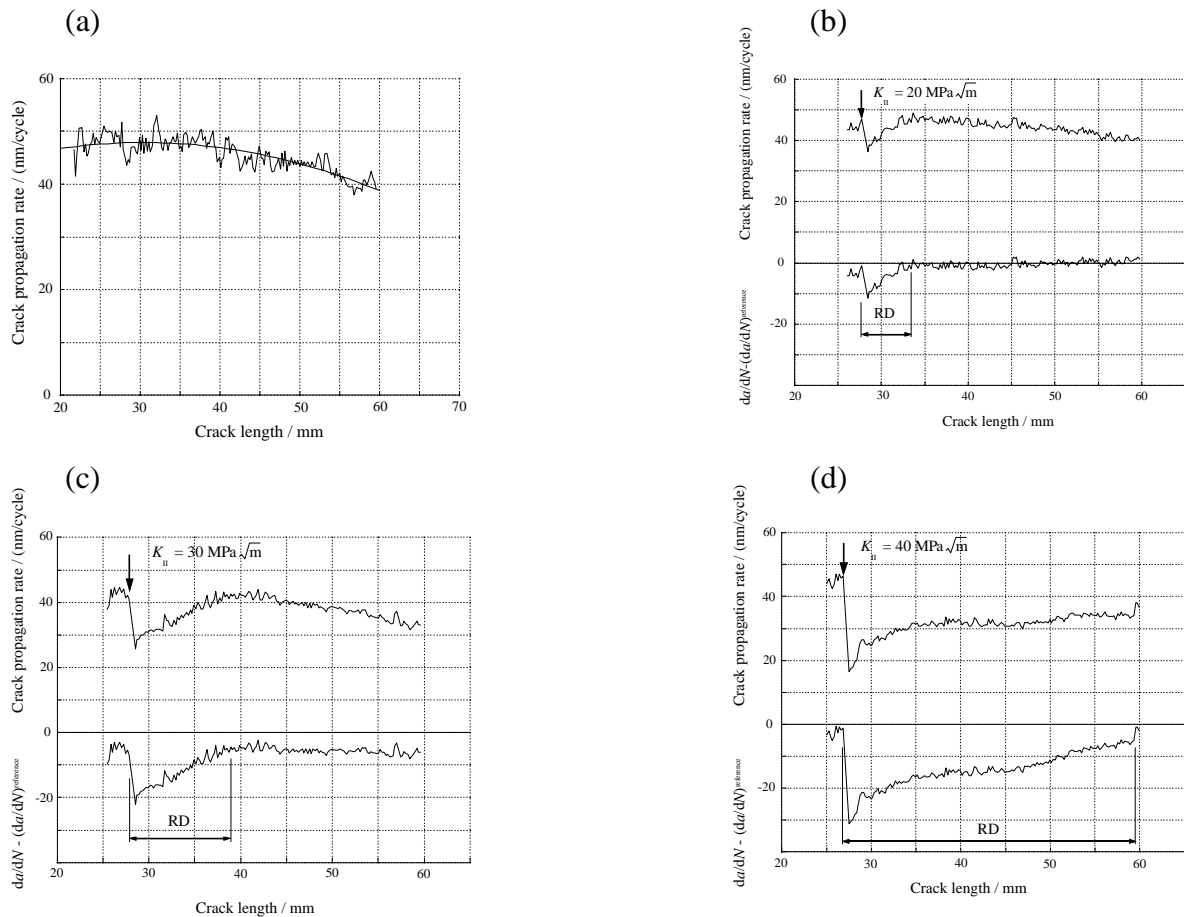 (a)
60
40
20
0
20 30 40 50 60 70
Crack propagation rate / (nm/cycle)
Crack length / mm
(b)
60
40
20
0
-20
20 30 40 50 60
K_II = 20 MPa √m
RD
Crack propagation rate / (nm/cycle)
da/dN-(da/dN)reference
Crack length / mm
(c)
60
40
20
0
-20
20 30 40 50 60
K_II = 30 MPa √m
RD
Crack propagation rate / (nm/cycle)
da/dN - (da/dN)reference
Crack length / mm
(d)
60
40
20
0
-20
20 30 40 50 60
K_II = 40 MPa √m
RD
Crack propagation rate / (nm/cycle)
da/dN - (da/dN)reference
Crack length / mm